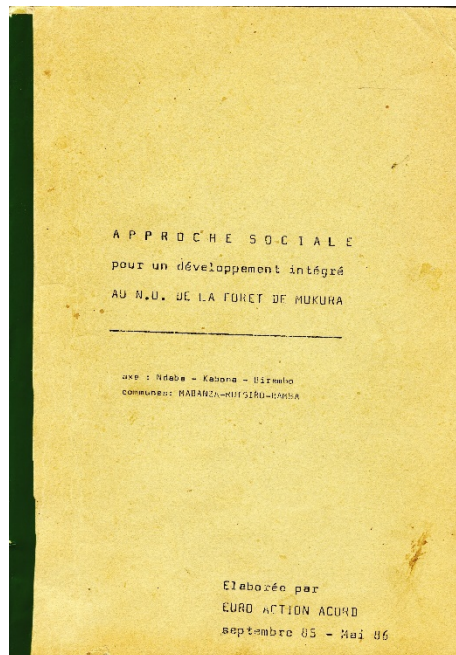 APPROCHE SOCIALE
pour un développement intégré
AU N.O. DE LA FORET DE MUKURA
axe : Ndaba - Kabona - Birambo
communes: MABANZA-RUTSIRO-RAMBA
Elaborée par
EURO ACTION ACORD
septembre 85 - Mai 86